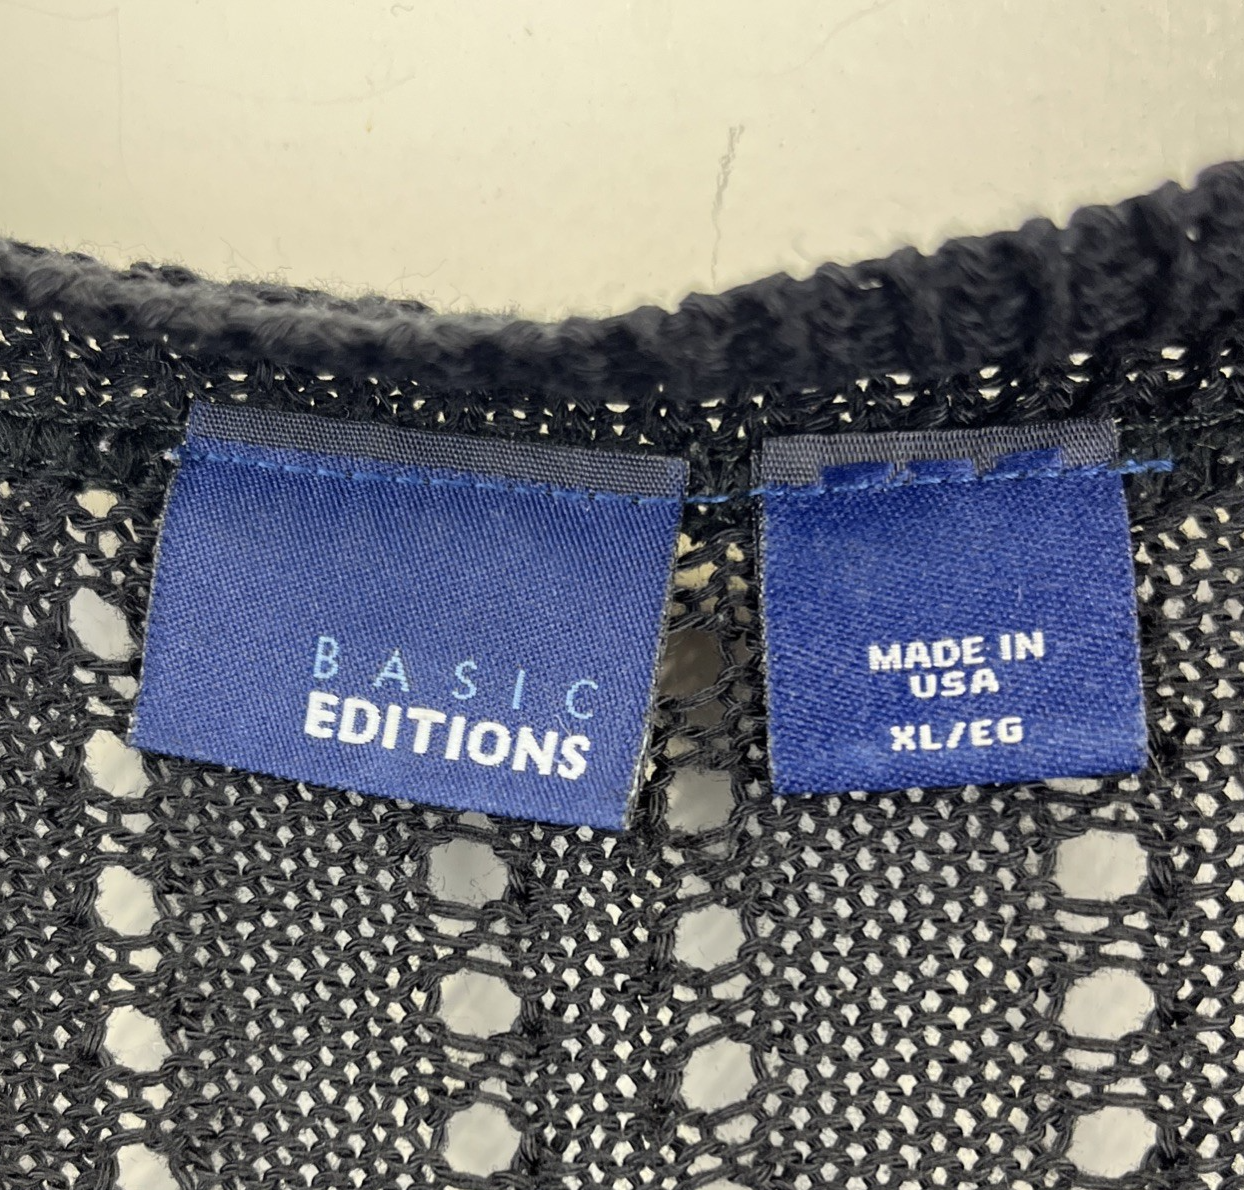 BASIC
EDITIONS
MADE IN
USA
XL/EG